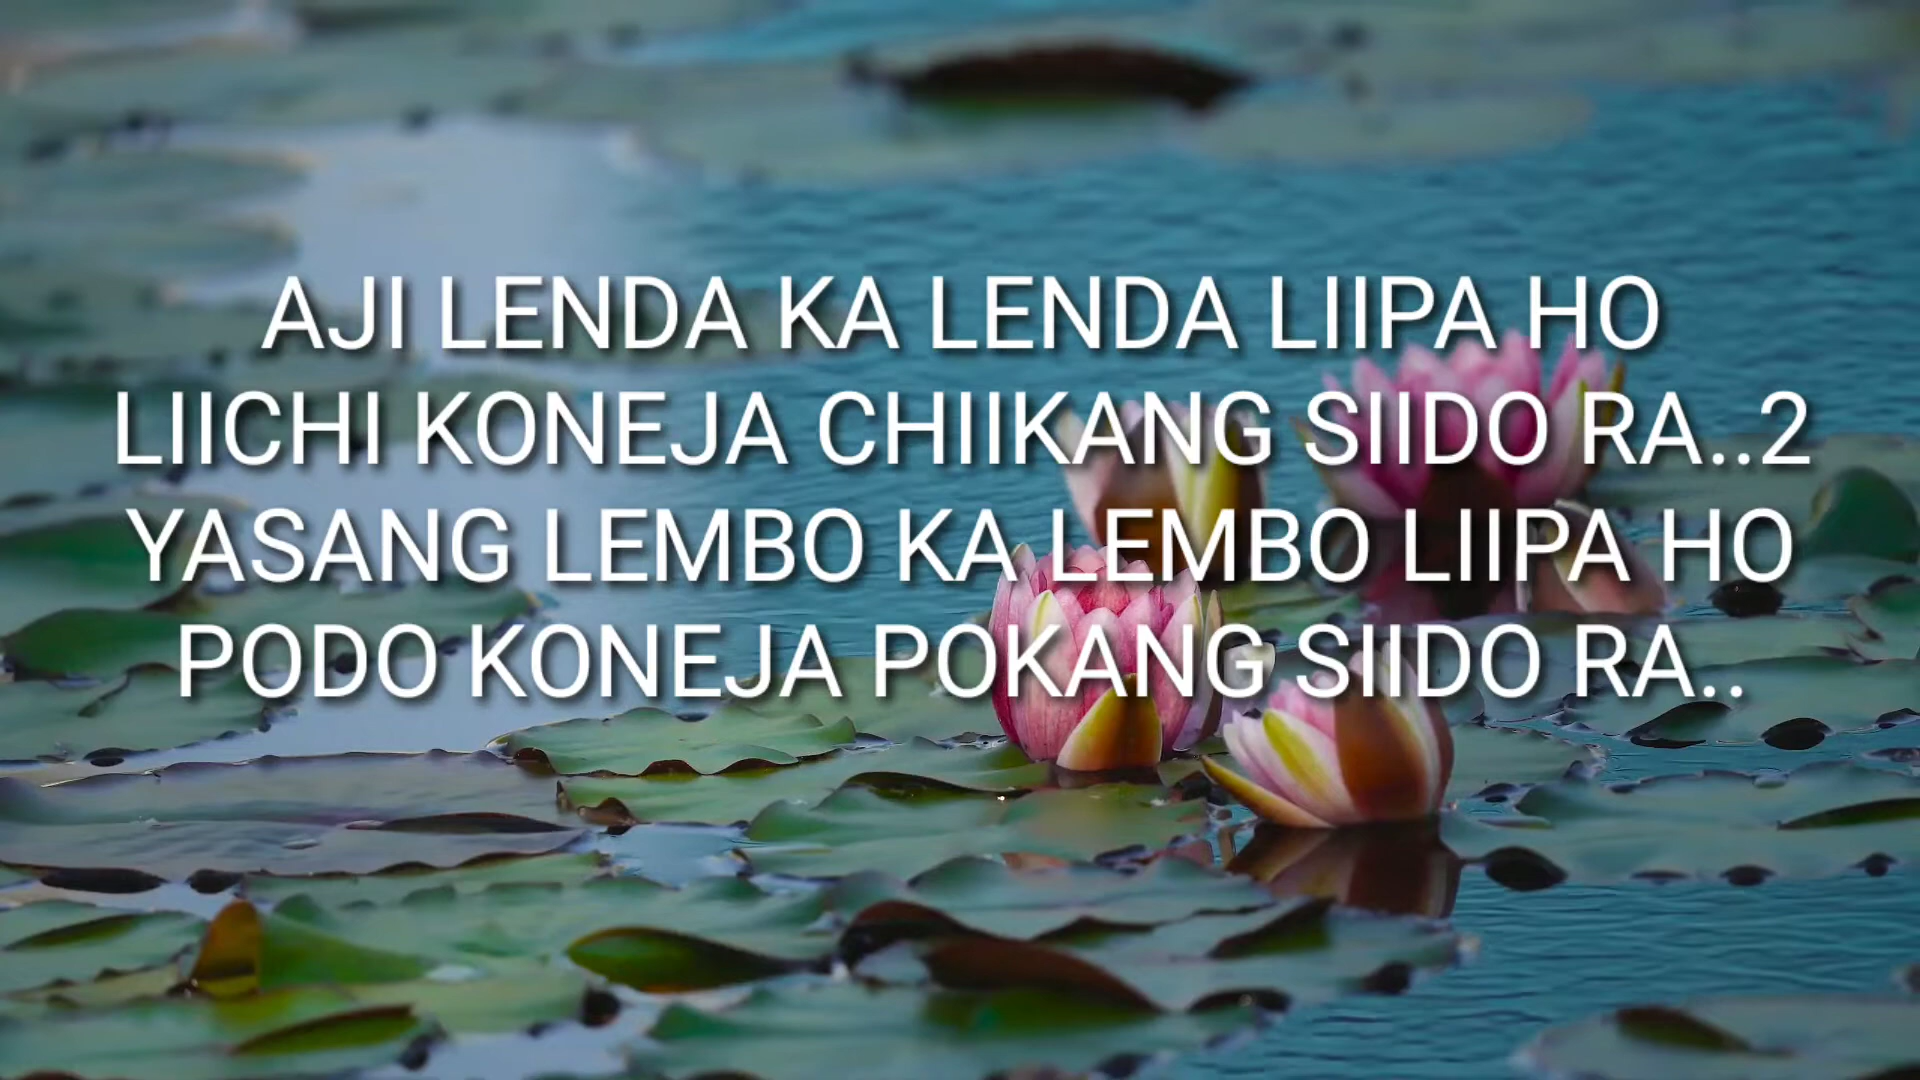 AJI LENDA KA LENDA LIIPA HO
LIICHI KONEJA CHIIKANG SIIDO RA..2
YASANG LEMBO KA LEMBO LIIPA HO
PODO KONEJA POKANG SIIDO RA..